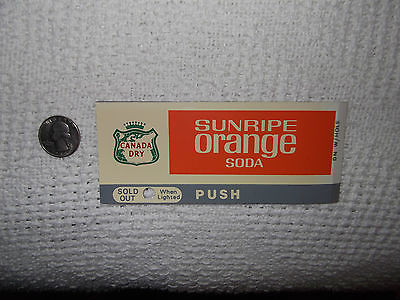 CANADA
DRY
SUNRIPE
orange
SODA
SOLD
OUT
When
Lighted
PUSH